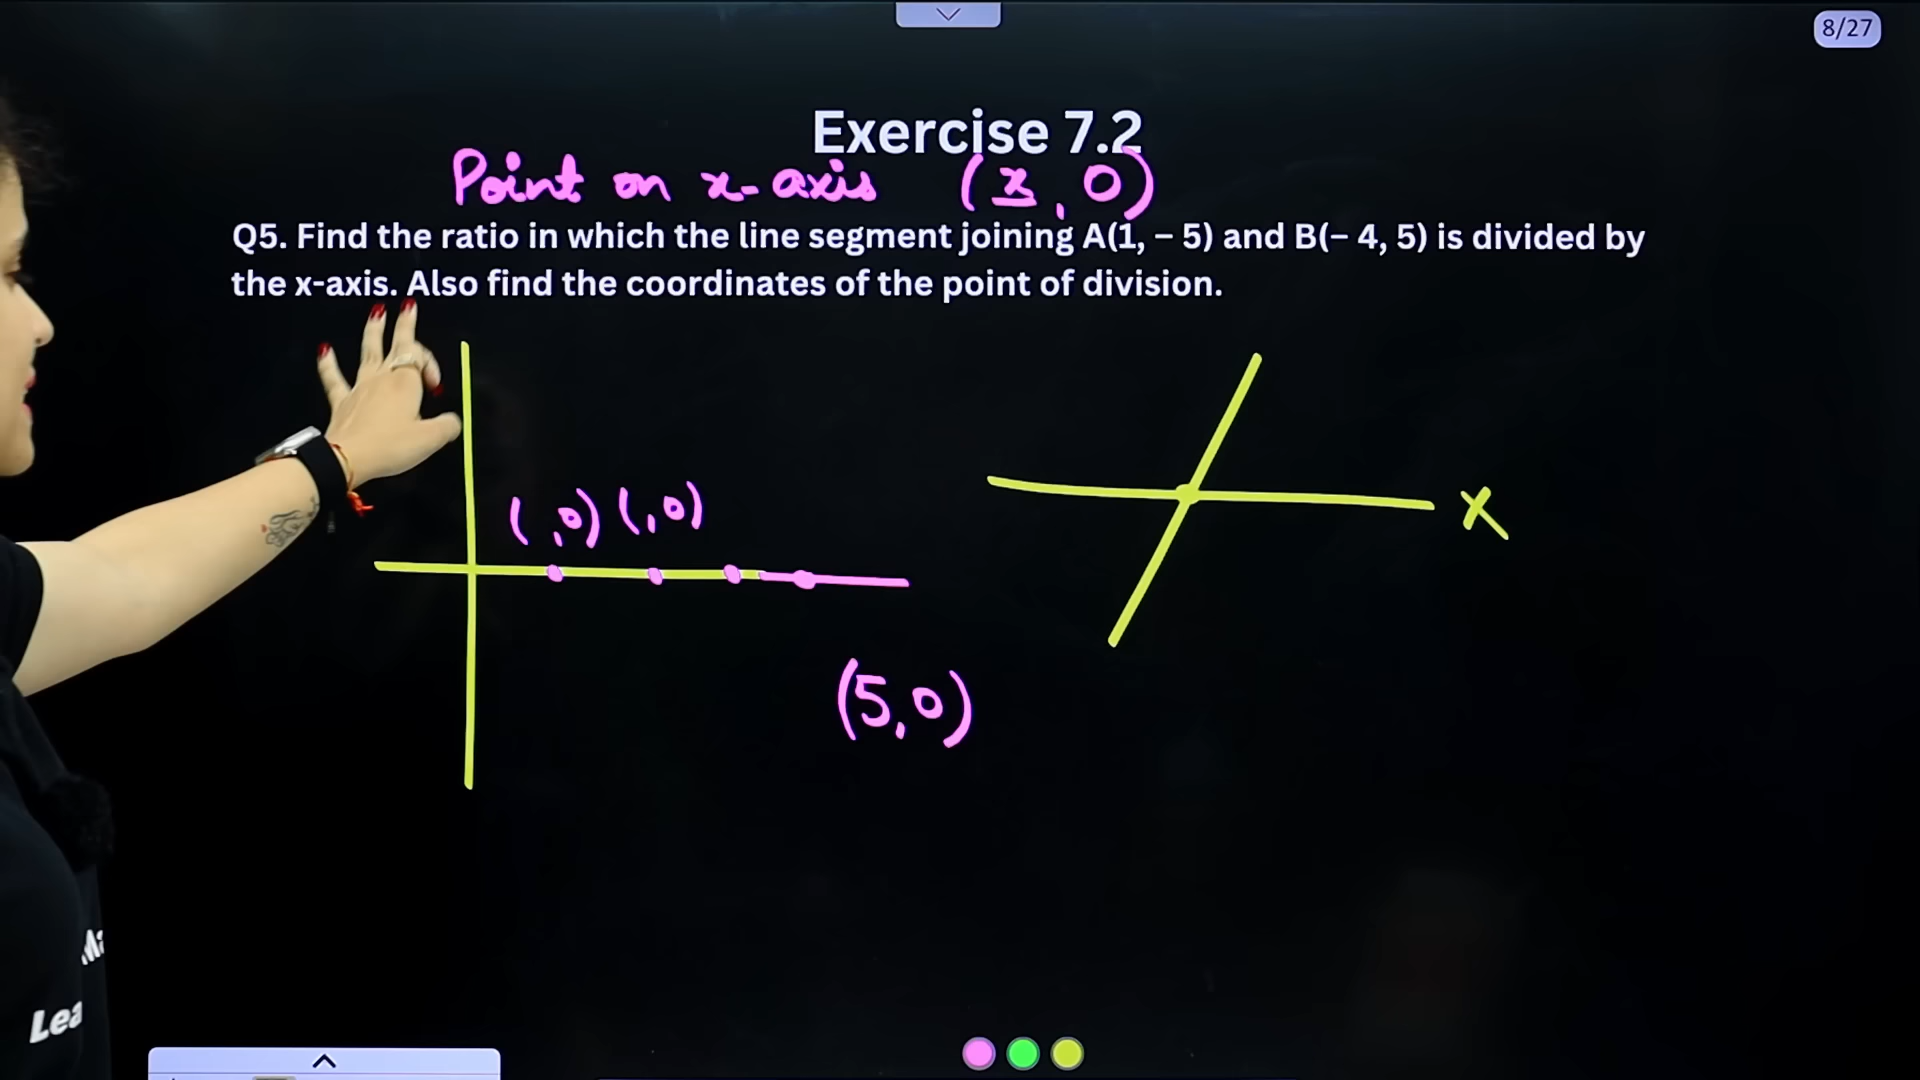 8/27
Exercise 7.2
Point on x-axis (x, 0)
Q5. Find the ratio in which the line segment joining A(1, – 5) and B(– 4, 5) is divided by
the x-axis. Also find the coordinates of the point of division.
( ,0) ( ,0)
X
(5,0)
Ma
Lea